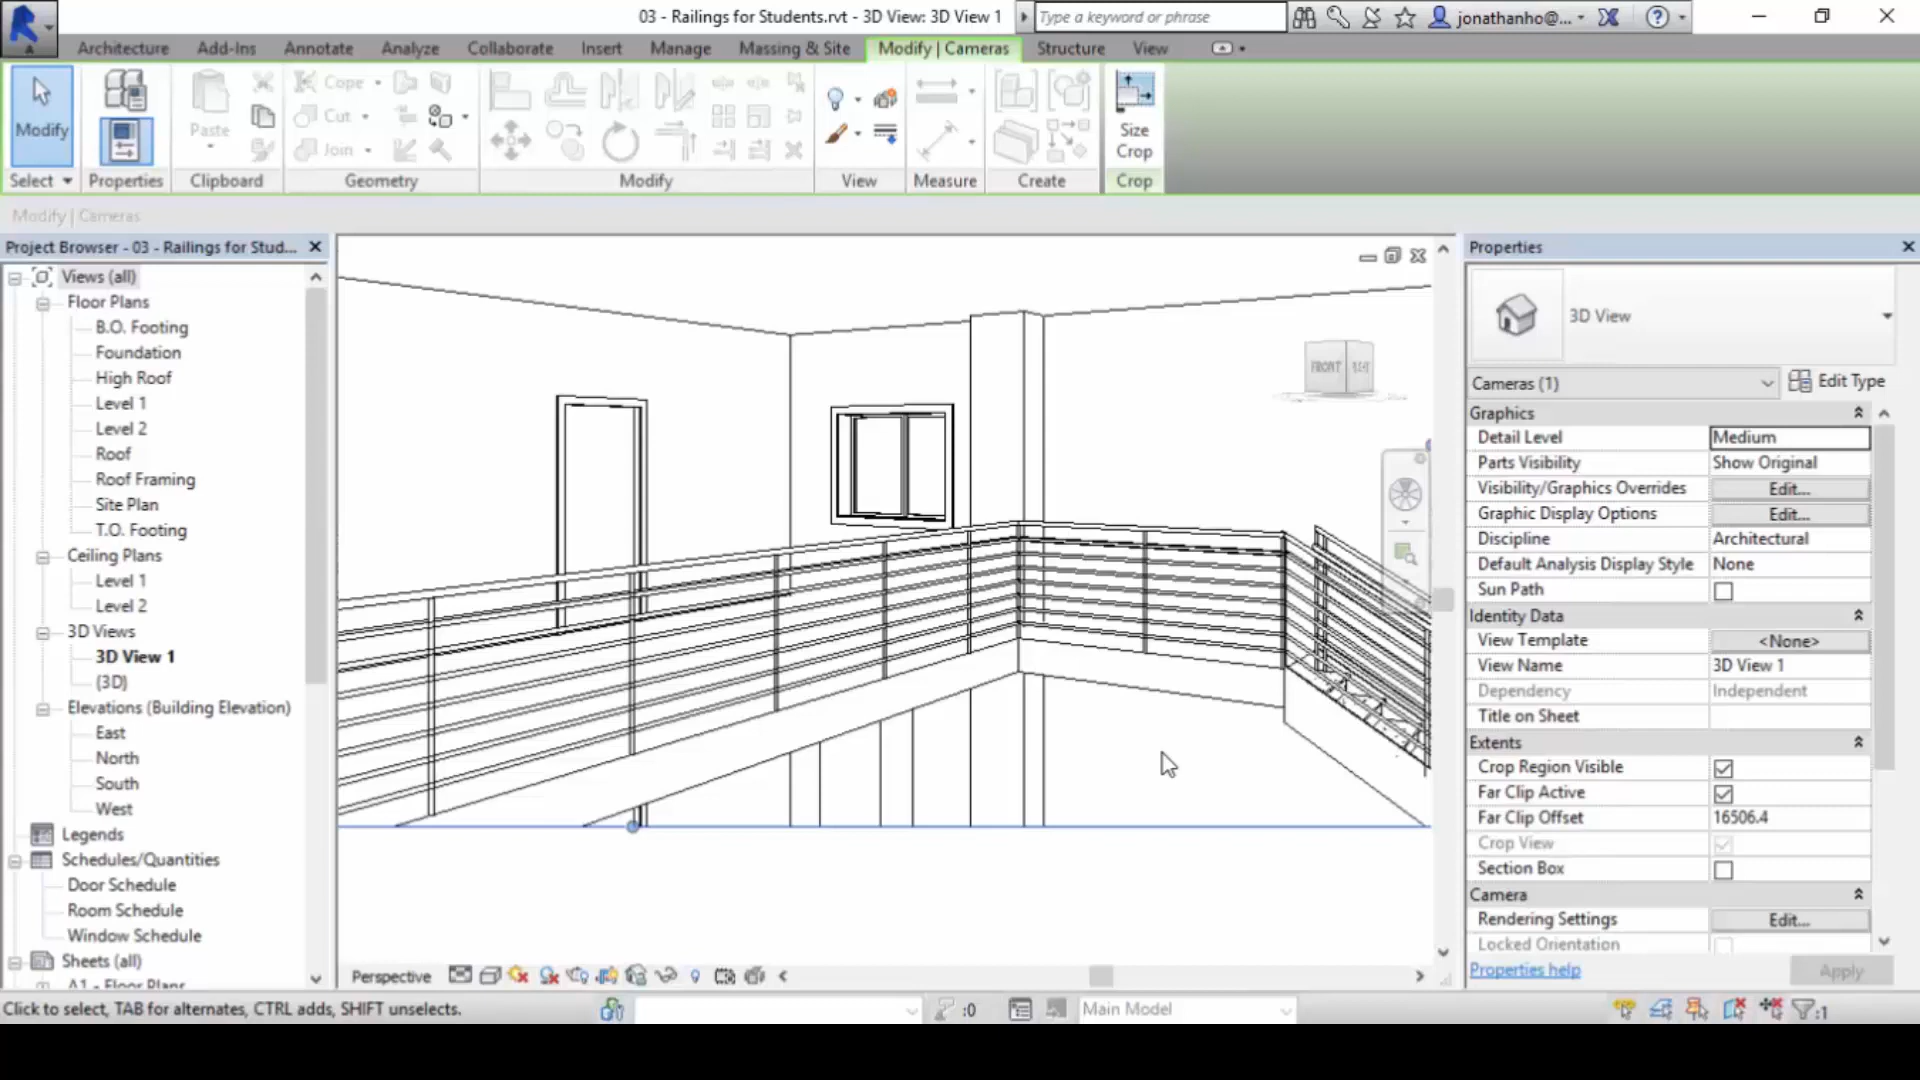 03 - Railings for Students.rvt - 3D View: 3D View 1
Type a keyword or phrase
jonathanho@...
Architecture
Add-Ins
Annotate
Analyze
Collaborate
Insert
Manage
Massing & Site
Modify | Cameras
Structure
View
Modify
Paste
Cope
Cut
Join
Size
Crop
Select
Properties
Clipboard
Geometry
Modify
View
Measure
Create
Crop
Modify | Cameras
Project Browser - 03 - Railings for Stud...
Views (all)
Floor Plans
B.O. Footing
Foundation
High Roof
Level 1
Level 2
Roof
Roof Framing
Site Plan
T.O. Footing
Ceiling Plans
Level 1
Level 2
3D Views
3D View 1
(3D)
Elevations (Building Elevation)
East
North
South
West
Legends
Schedules/Quantities
Door Schedule
Room Schedule
Window Schedule
Sheets (all)
A1 - Floor Plans
FRONT
Perspective
Properties
3D View
Cameras (1)
Edit Type
Graphics
Detail Level
Medium
Parts Visibility
Show Original
Visibility/Graphics Overrides
Edit...
Graphic Display Options
Edit...
Discipline
Architectural
Default Analysis Display Style
None
Sun Path
Identity Data
View Template
<None>
View Name
3D View 1
Dependency
Independent
Title on Sheet
Extents
Crop Region Visible
Far Clip Active
Far Clip Offset
16506.4
Crop View
Section Box
Camera
Rendering Settings
Edit...
Locked Orientation
Properties help
Apply
Click to select, TAB for alternates, CTRL adds, SHIFT unselects.
:0
Main Model
:1